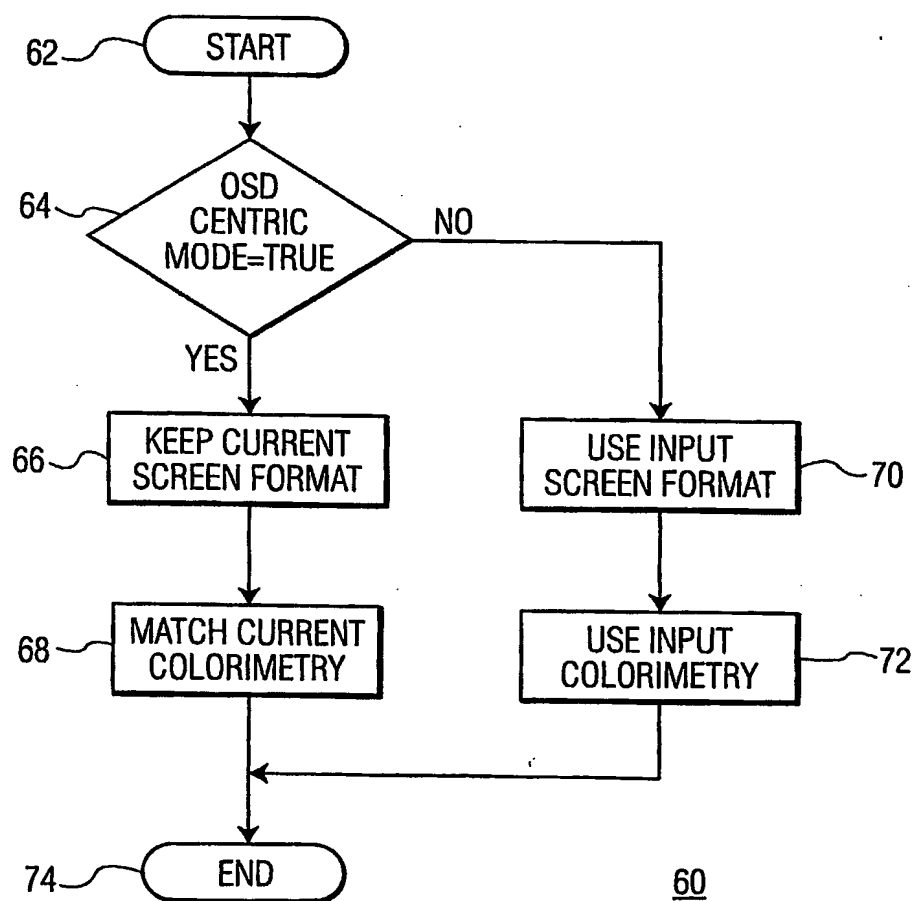 62
START
64
OSD
CENTRIC
MODE=TRUE
NO
YES
66
KEEP CURRENT
SCREEN FORMAT
USE INPUT
SCREEN FORMAT
70
68
MATCH CURRENT
COLORIMETRY
USE INPUT
COLORIMETRY
72
74
END
60